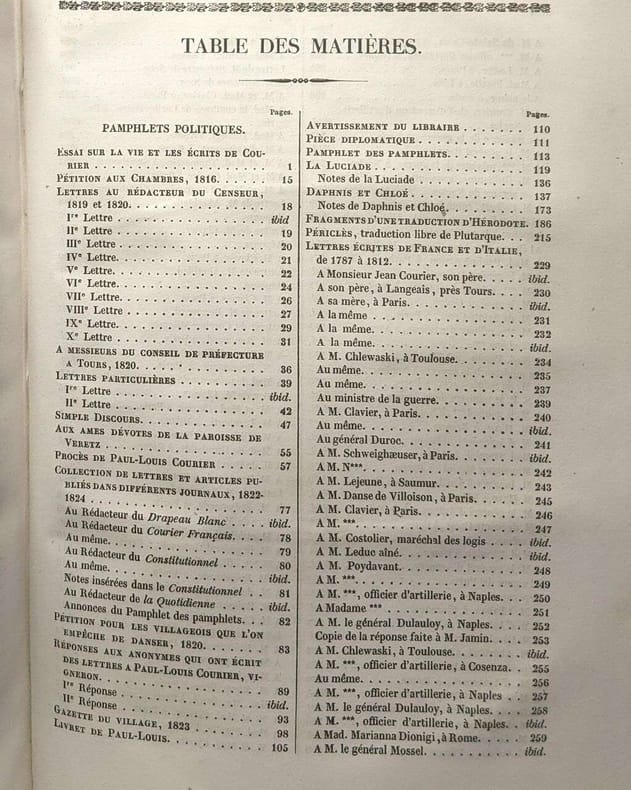 TABLE DES MATIÈRES.
Pages.
PAMPHLETS POLITIQUES.
ESSAI SUR LA VIE ET LES ÉCRITS DE COU-
RIER . . . . . . . . . . 1
PÉTITION AUX CHAMBRES, 1816. . . . . 15
LETTRES AU RÉDACTEUR DU CENSEUR,
1819 et 1820. . . . . . . . . . 18
Iʳᵉ Lettre . . . . . . . . . . ibid
IIᵉ Lettre . . . . . . . . . . 19
IIIᵉ Lettre . . . . . . . . . . 20
IVᵉ Lettre. . . . . . . . . . 21
Vᵉ Lettre. . . . . . . . . . 22
VIᵉ Lettre. . . . . . . . . . 24
VIIᵉ Lettre. . . . . . . . . . 26
VIIIᵉ Lettre . . . . . . . . . . 27
IXᵉ Lettre. . . . . . . . . . 29
Xᵉ Lettre . . . . . . . . . . 31
A MESSIEURS DU CONSEIL DE PRÉFECTURE
A TOURS, 1820. . . . . . . . . . 36
LETTRES PARTICULIÈRES . . . . . . . 39
Iʳᵉ Lettre . . . . . . . . . . ibid.
IIᵉ Lettre . . . . . . . . . . 42
SIMPLE DISCOURS. . . . . . . . . . 47
AUX AMES DÉVOTES DE LA PAROISSE DE
VERETZ . . . . . . . . . . 55
PROCÈS DE PAUL-LOUIS COURIER . . . . . 57
COLLECTION DE LETTRES ET ARTICLES PU-
BLIÉS DANS DIFFÉRENTS JOURNAUX, 1822-
1824 . . . . . . . . . . 77
Au Rédacteur du Drapeau Blanc . . . . ibid.
Au Rédacteur du Courier Français. . . . 78
Au même. . . . . . . . . . 79
Au Rédacteur du Constitutionnel . . . . 80
Au même. . . . . . . . . . ibid.
Notes insérées dans le Constitutionnel . . 81
Au Rédacteur de la Quotidienne . . . . ibid.
Annonces du Pamphlet des pamphlets. . . 82
PÉTITION POUR LES VILLAGEOIS QUE L'ON
EMPÊCHE DE DANSER, 1820. . . . . . 83
RÉPONSES AUX ANONYMES QUI ONT ÉCRIT
DES LETTRES A PAUL-LOUIS COURIER, VI-
GNERON. . . . . . . . . .
Iʳᵉ Réponse . . . . . . . . . . 89
IIᵉ Réponse . . . . . . . . . . ibid.
GAZETTE DU VILLAGE, 1823 . . . . . . 93
LIVRET DE PAUL-LOUIS. . . . . . . . 98
105
Pages.
AVERTISSEMENT DU LIBRAIRE . . . . . . . 110
PIÈCE DIPLOMATIQUE . . . . . . . . . . 111
PAMPHLET DES PAMPHLETS. . . . . . . . 113
LA LUCIADE . . . . . . . . . . 119
Notes de la Luciade . . . . . . . . . . 136
DAPHNIS ET CHLOÉ. . . . . . . . . . 137
Notes de Daphnis et Chloé. . . . . . . . 173
FRAGMENTS D'UNE TRADUCTION D'HÉRODOTE. 186
PÉRICLÈS, traduction libre de Plutarque. . . 215
LETTRES ÉCRITES DE FRANCE ET D'ITALIE,
de 1787 à 1812. . . . . . . . . . 229
A Monsieur Jean Courier, son père. . . . . ibid.
A son père, à Langeais, près Tours. . . . . 230
A sa mère, à Paris. . . . . . . . . . ibid.
A la même . . . . . . . . . . 231
A la même. . . . . . . . . . 232
A la même. . . . . . . . . . ibid.
A M. Chlewaski, à Toulouse. . . . . . . 234
Au même. . . . . . . . . . 235
Au même. . . . . . . . . . 237
Au ministre de la guerre. . . . . . . . . 239
A M. Clavier, à Paris. . . . . . . . . . 240
Au même. . . . . . . . . . ibid.
Au général Duroc. . . . . . . . . . 241
A M. Schweighæuser, à Paris. . . . . . . ibid.
A M. N***. . . . . . . . . . 242
A M. Lejeune, à Saumur. . . . . . . . . 243
A M. Danse de Villoison, à Paris. . . . . . 245
A M. Clavier, à Paris. . . . . . . . . . 246
A M. ***. . . . . . . . . . 247
A M. Costolier, maréchal des logis . . . . . ibid.
A M. Leduc aîné. . . . . . . . . . ibid.
A M. Poydavant. . . . . . . . . . 248
A M. ***. . . . . . . . . . 249
A M. ***, officier d'artillerie, à Naples. . . . 250
A Madame *** . . . . . . . . . . 251
A M. le général Dulauloy, à Naples. . . . . 252
Copie de la réponse faite à M. Jamin. . . . 253
A M. Chlewaski, à Toulouse. . . . . . . ibid.
A M. ***, officier d'artillerie, à Cosenza. . 255
Au même. . . . . . . . . . 256
A M. ***, officier d'artillerie, à Naples . . . 257
A M. le général Dulauloy, à Naples. . . . . 258
A M. ***, officier d'artillerie, à Naples. . . ibid.
A Mad. Marianna Dionigi, à Rome. . . . . 259
A M. le général Mossel. . . . . . . . . . ibid.